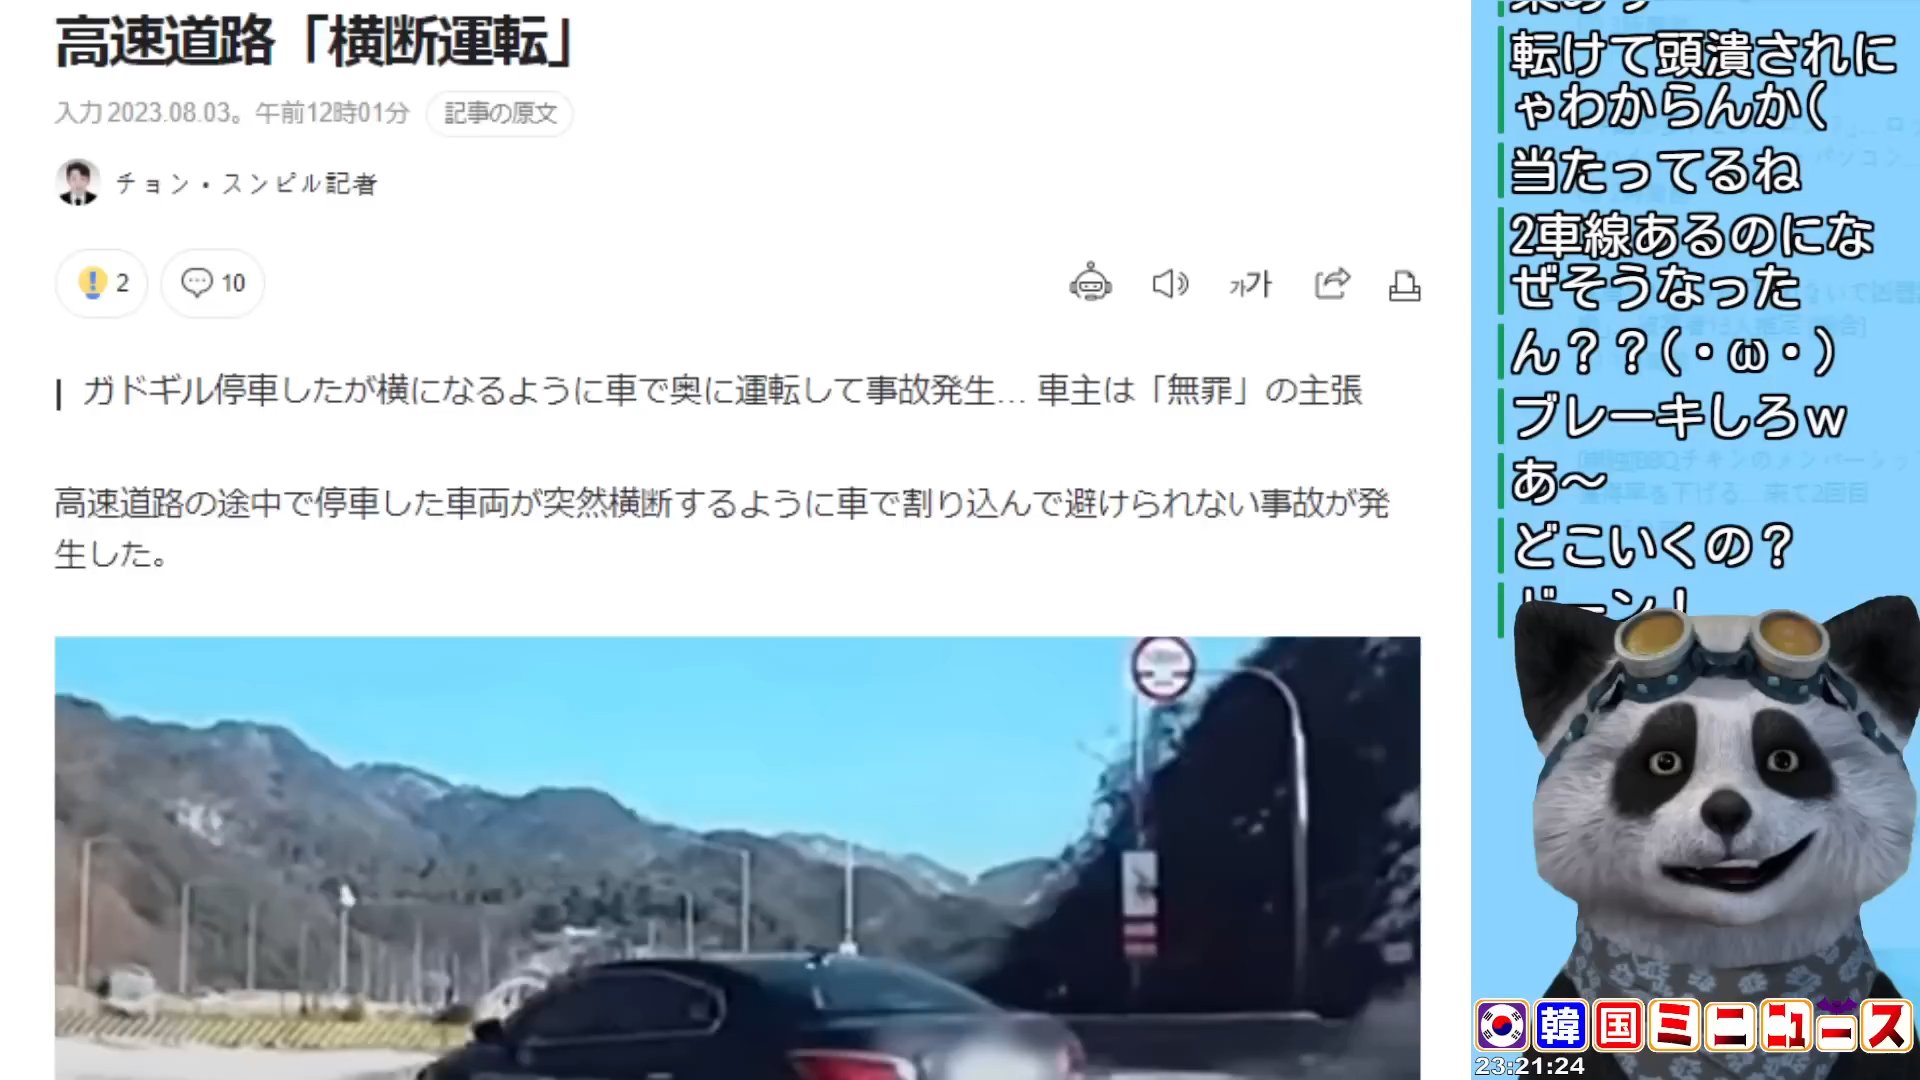 高速道路「横断運転」
入力2023.08.03。午前12時01分 記事の原文
チョン・スンピル記者
2 10
가가
ガドギル停車したが横になるように車で奥に運転して事故発生... 車主は「無罪」の主張
高速道路の途中で停車した車両が突然横断するように車で割り込んで避けられない事故が発
生した。
転けて頭潰されに
ゃわからんか(
当たってるね
2車線あるのにな
ぜそうなった
ん？？(・ω・)
ブレーキしろｗ
あ～
どこいくの？
ドーン！
韓国ミニニュース
23:21:24